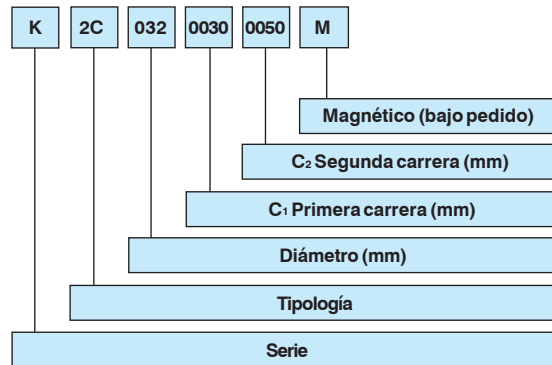 K 2C 032 0030 0050 M
Magnético (bajo pedido)
C2 Segunda carrera (mm)
C1 Primera carrera (mm)
Diámetro (mm)
Tipología
Serie